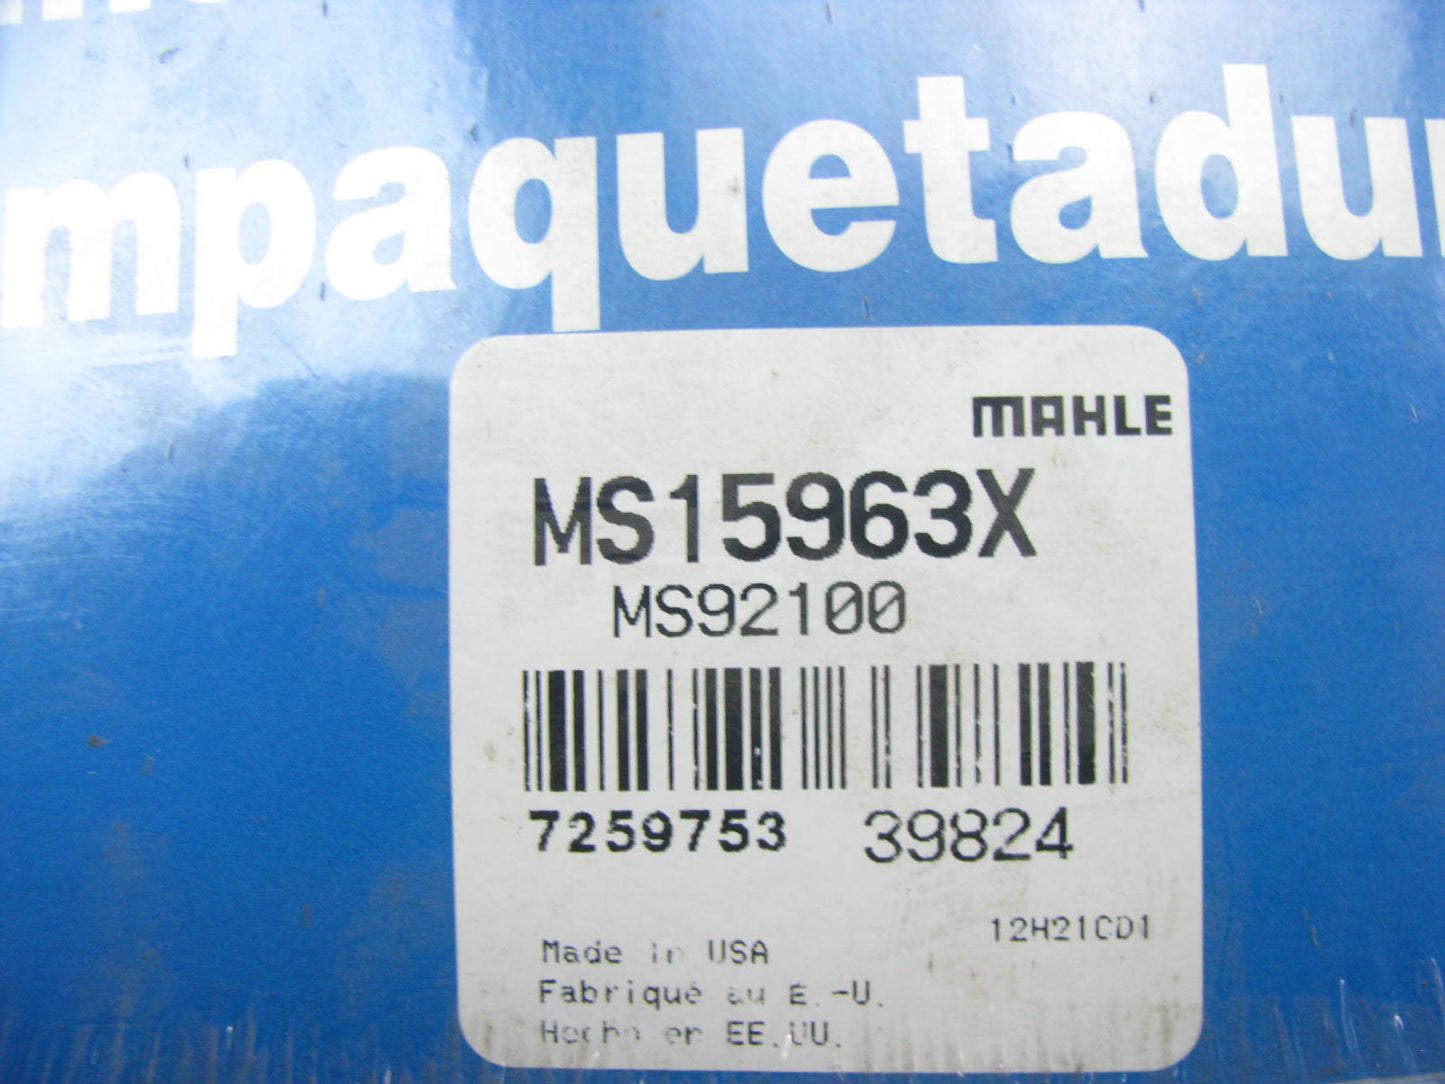 mpaquetadu
MAHLE
MS15963X
MS92100
7259753 39824
12H21CD1
Made in USA
Fabriqué au É.-U.
Hecho en EE.UU.